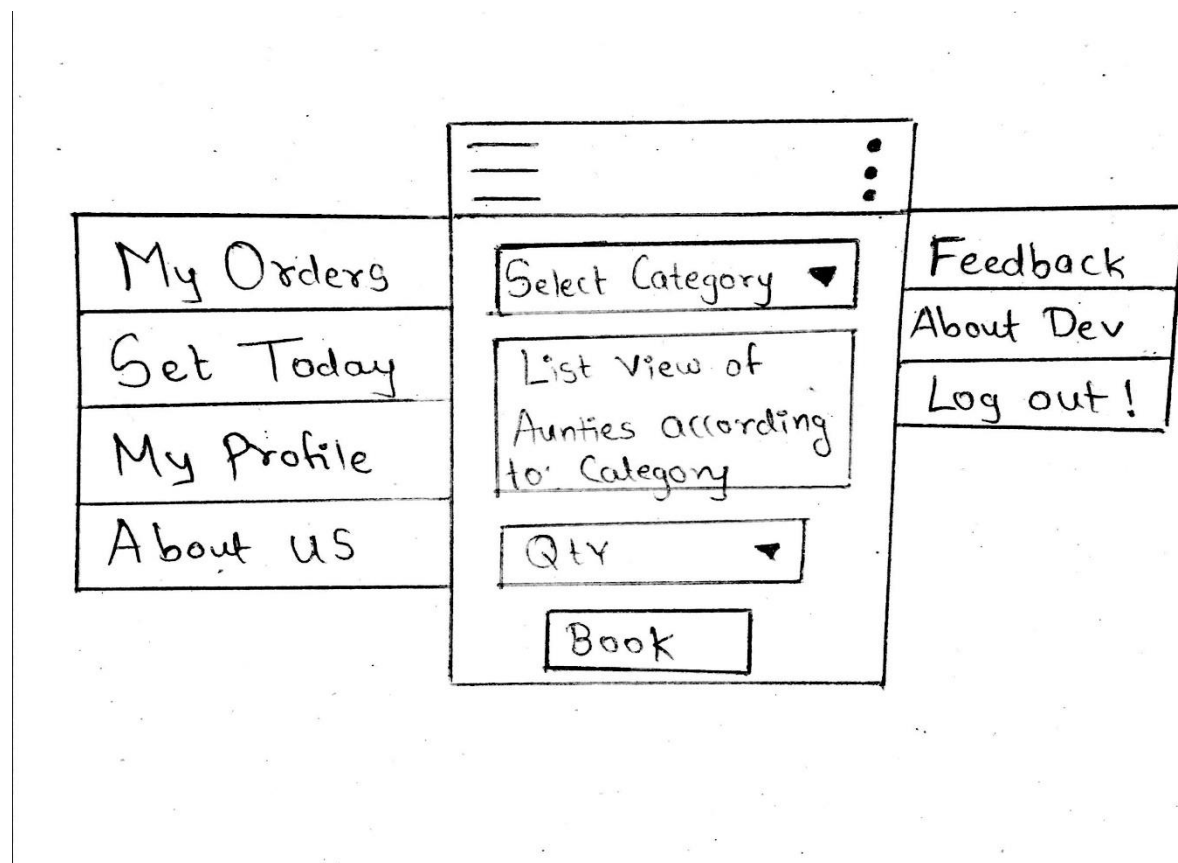 My Orders
Set Today
My Profile
About us
Select Category
List View of
Aunties according
to: Category
Qty
Book
Feedback
About Dev
Log out!